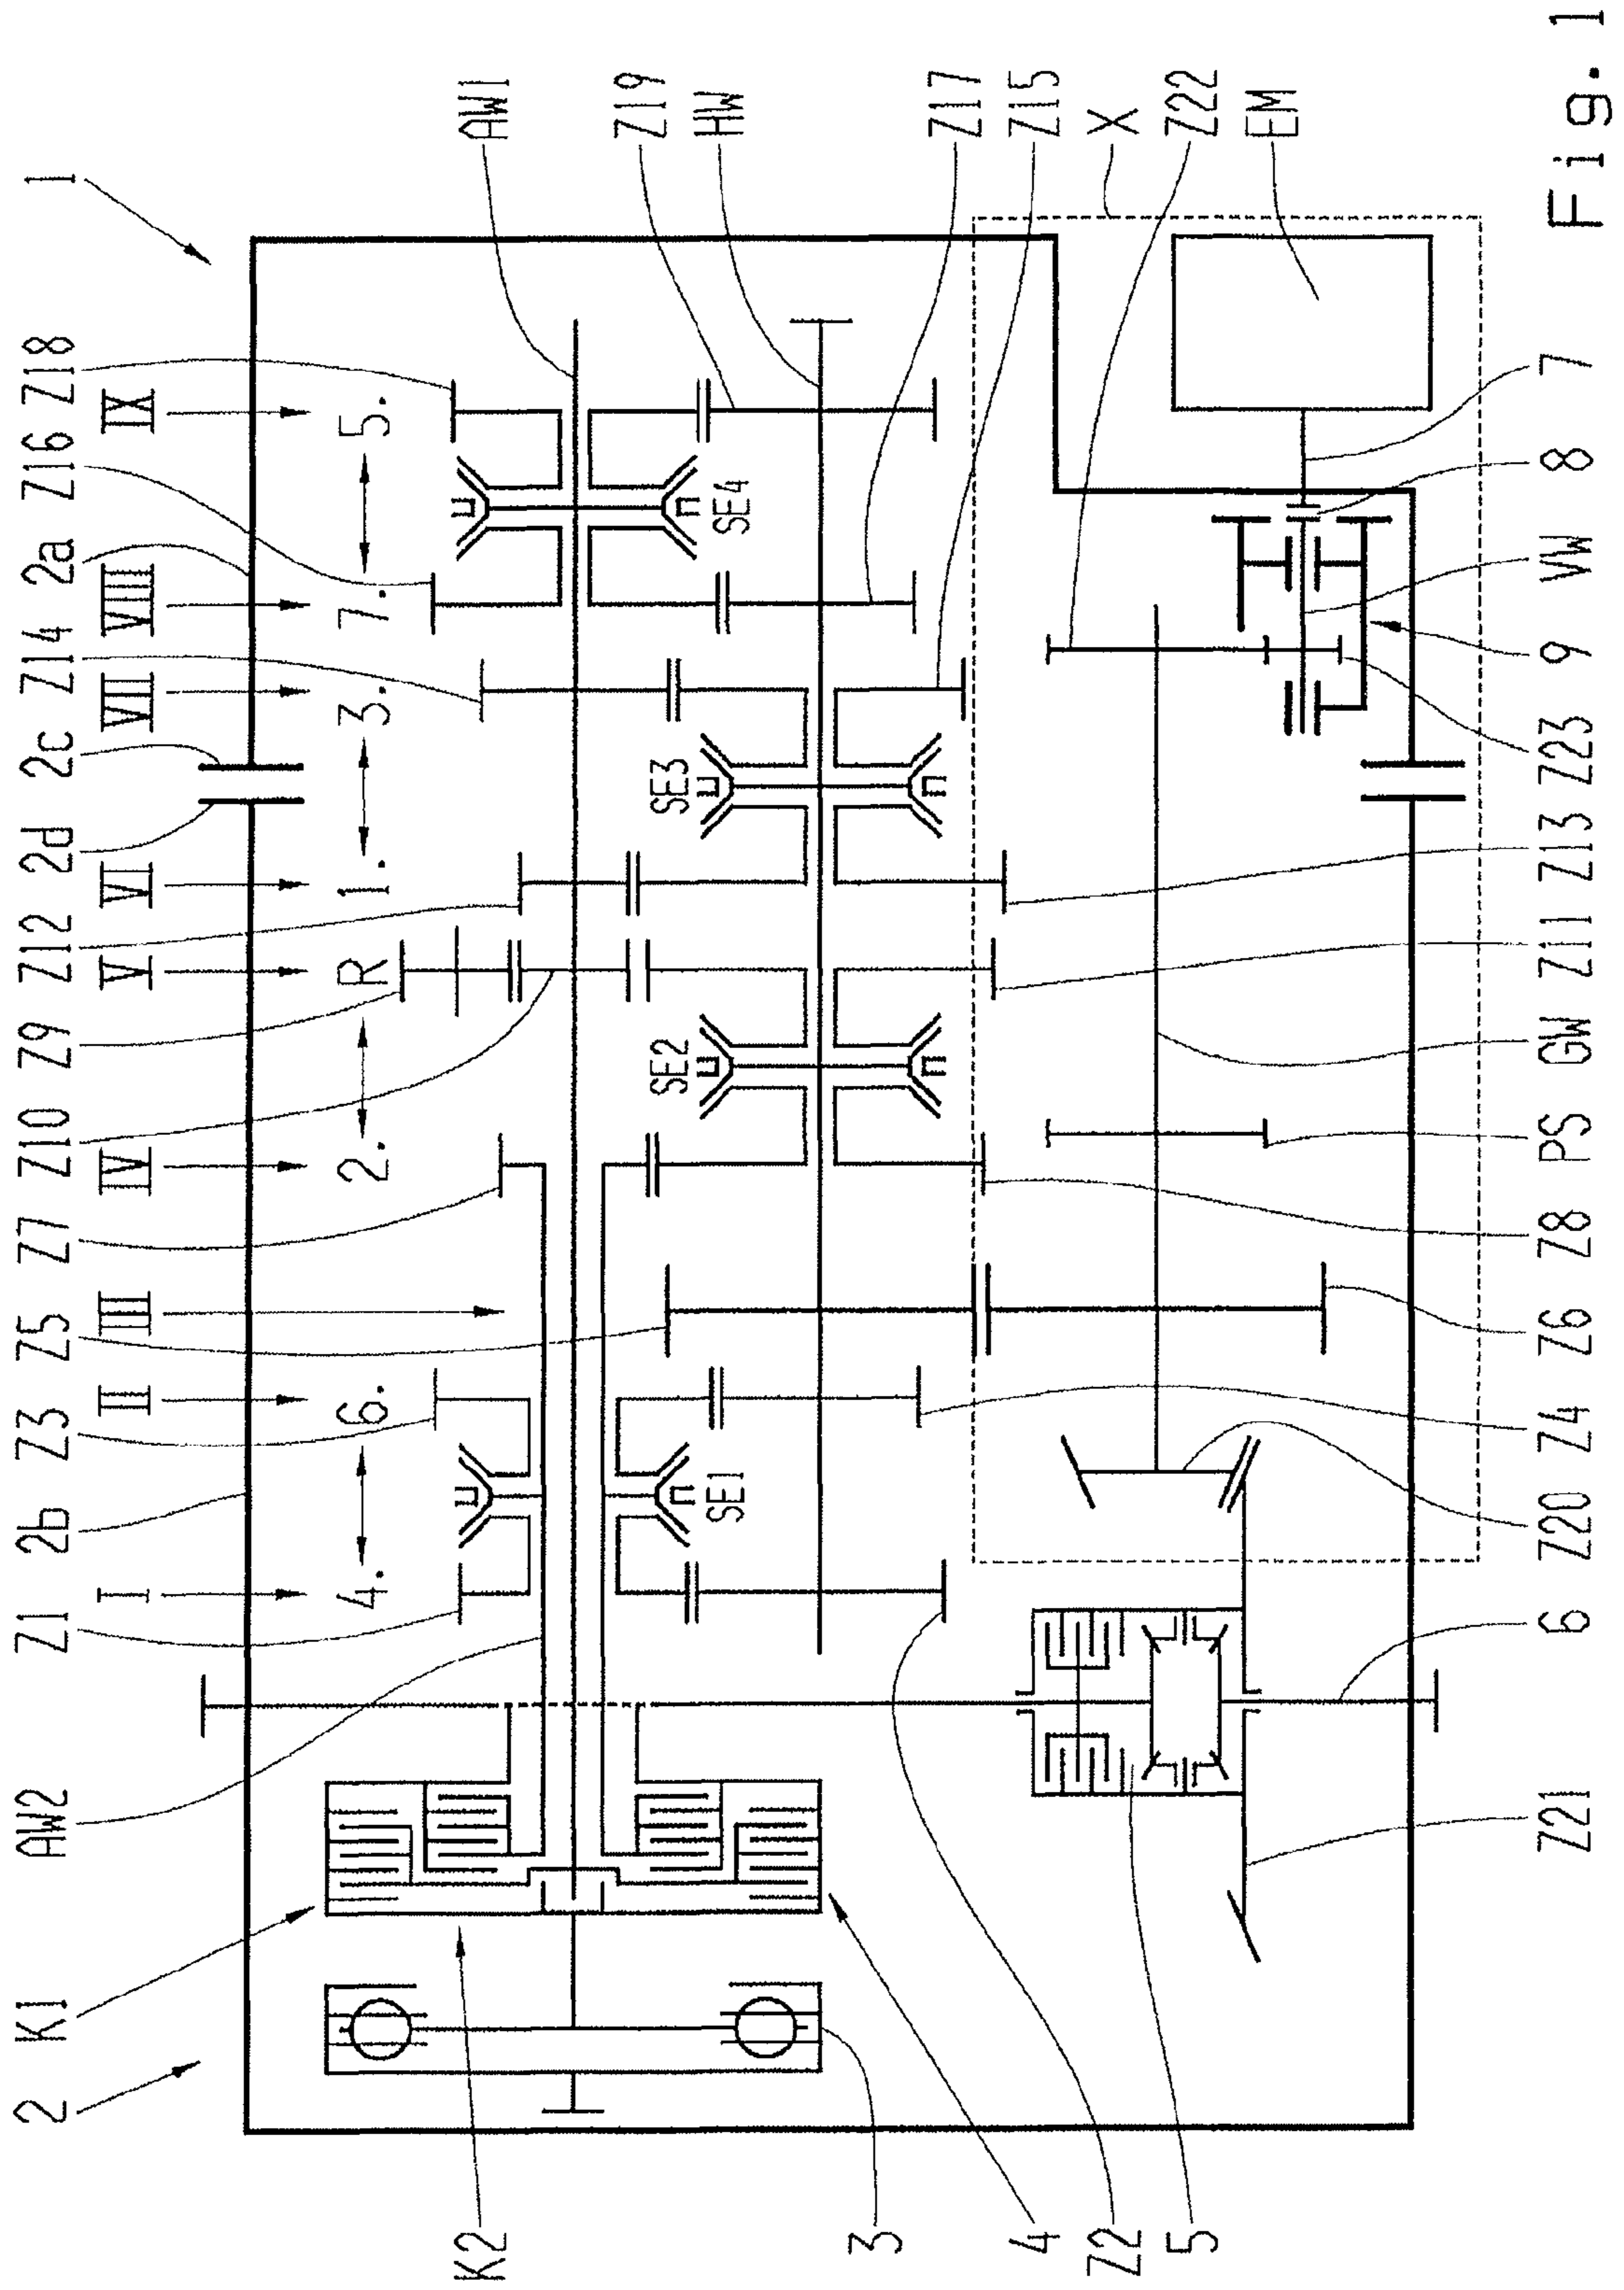 2 K1 AW2 Z1 2b Z3 Z5 Z7 Z10 Z9 Z12 2d 2c Z14 2a Z16 Z18 1
I II III IV V VI VII VIII IX
4. 6. 2. R 1. 3. 7. 5.
K2 AW1
Z19
SE2 SE3
SE1 SE4 HW
3 Z17
4 Z15
Z2 X
5 Z22
EM
Z21 6 Z20 Z4 Z6 Z8 PS GW Z11 Z13 Z23 9 VW 8 7
Fig. 1